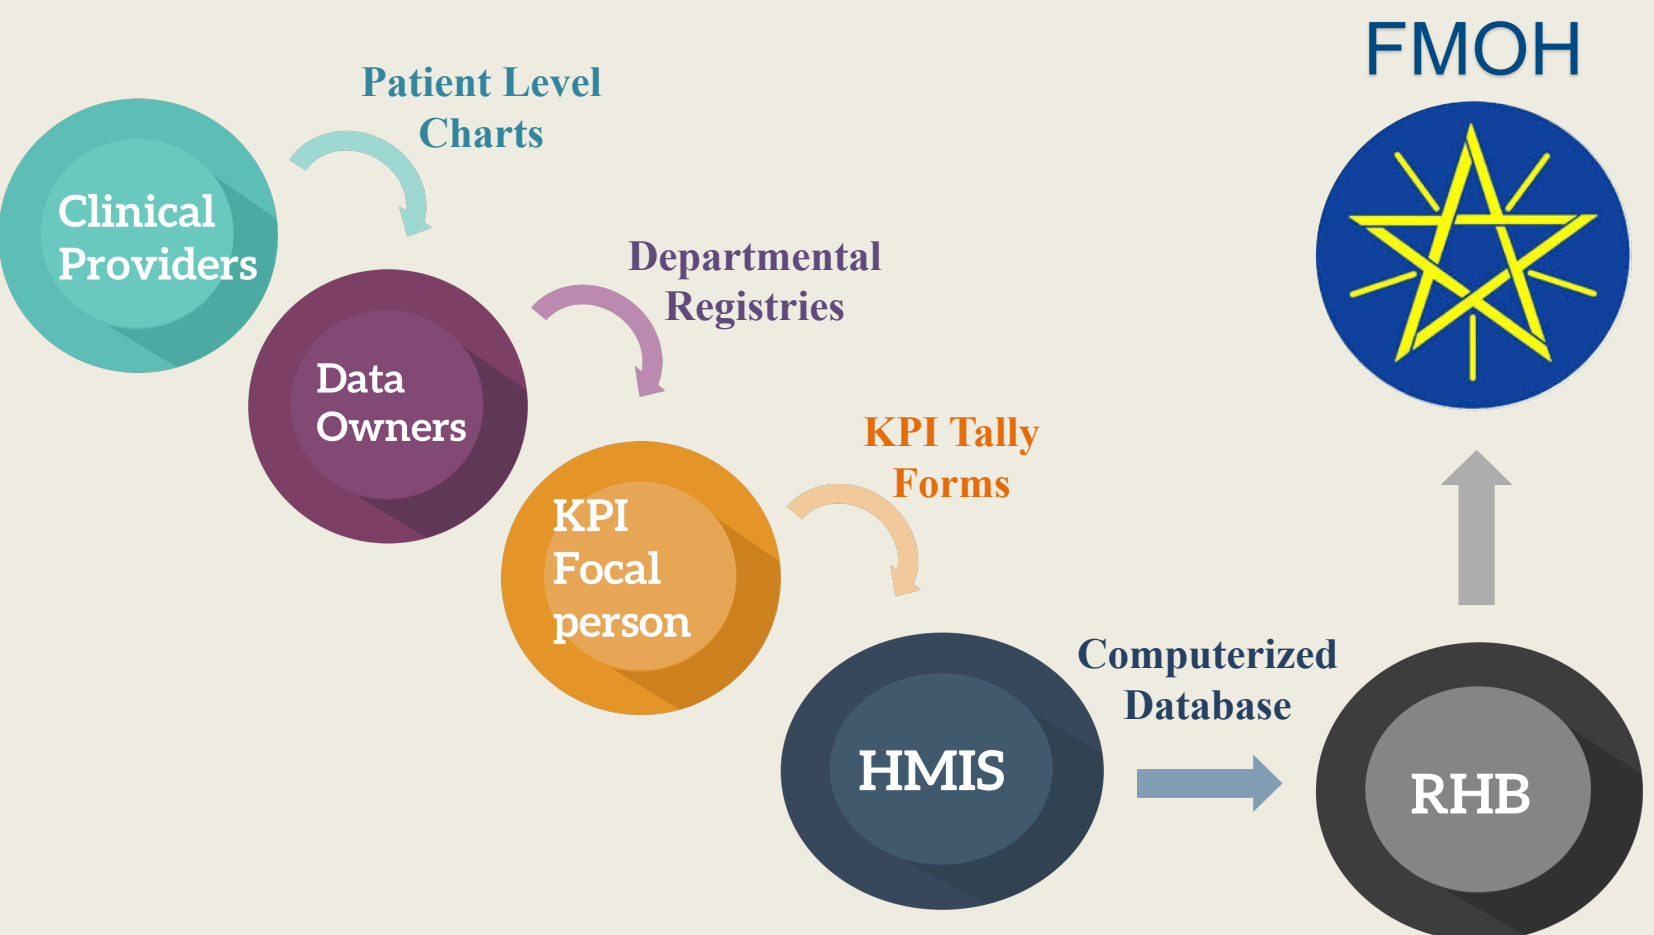 FMOH
Patient Level
Charts
Clinical
Providers
Departmental
Registries
Data
Owners
KPI Tally
Forms
KPI
Focal
person
Computerized
Database
HMIS
RHB